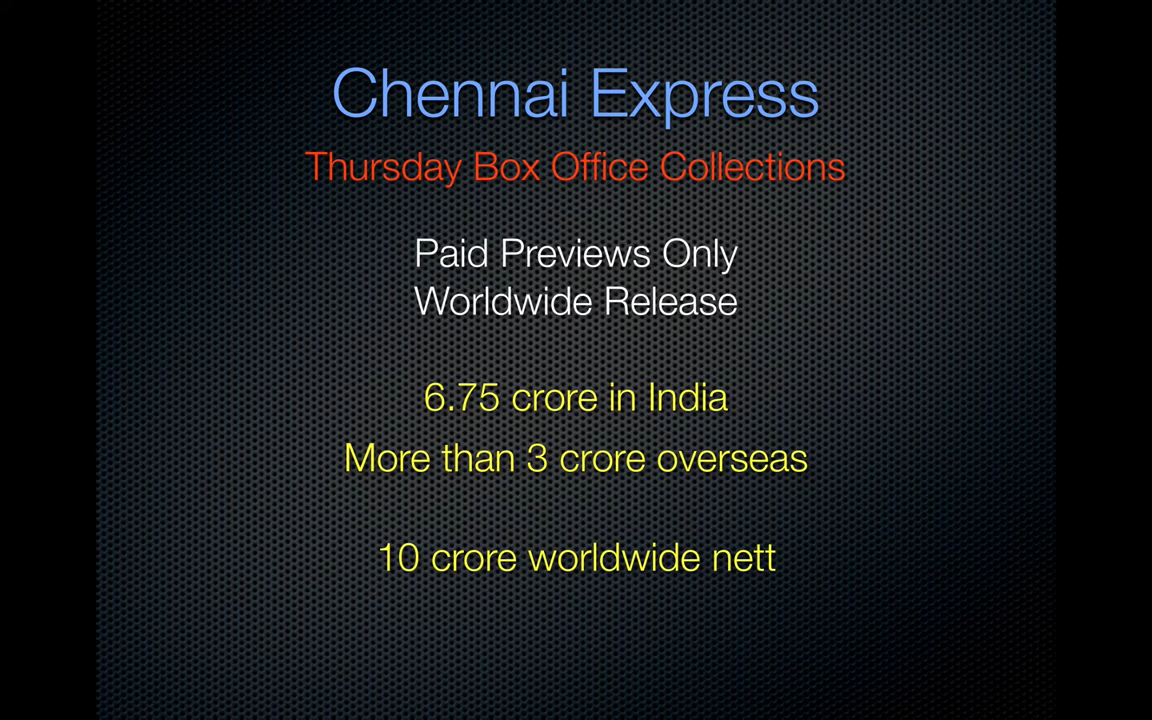 Chennai Express
Thursday Box Office Collections
Paid Previews Only
Worldwide Release
6.75 crore in India
More than 3 crore overseas
10 crore worldwide nett